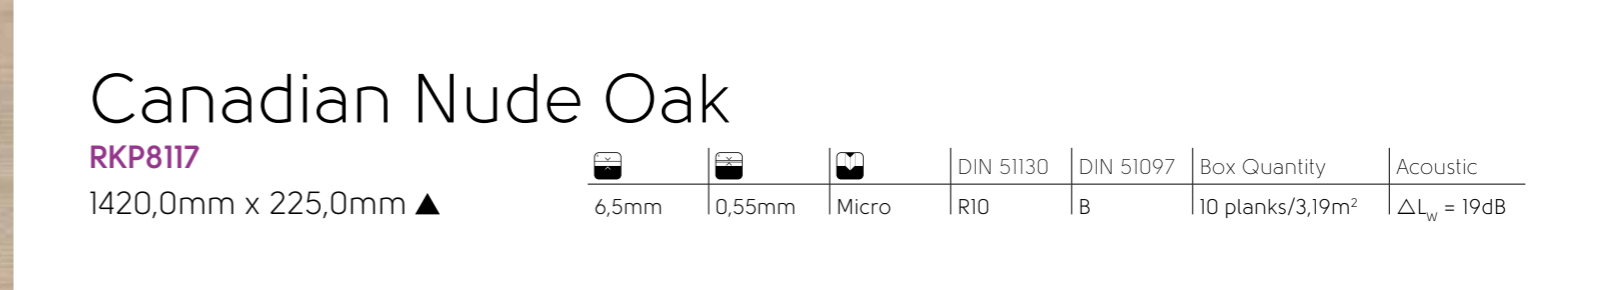 Canadian Nude Oak
RKP8117
1420,0mm x 225,0mm ▲
DIN 51130 DIN 51097 Box Quantity Acoustic
6,5mm 0,55mm Micro R10 B 10 planks/3,19m² △Lw = 19dB